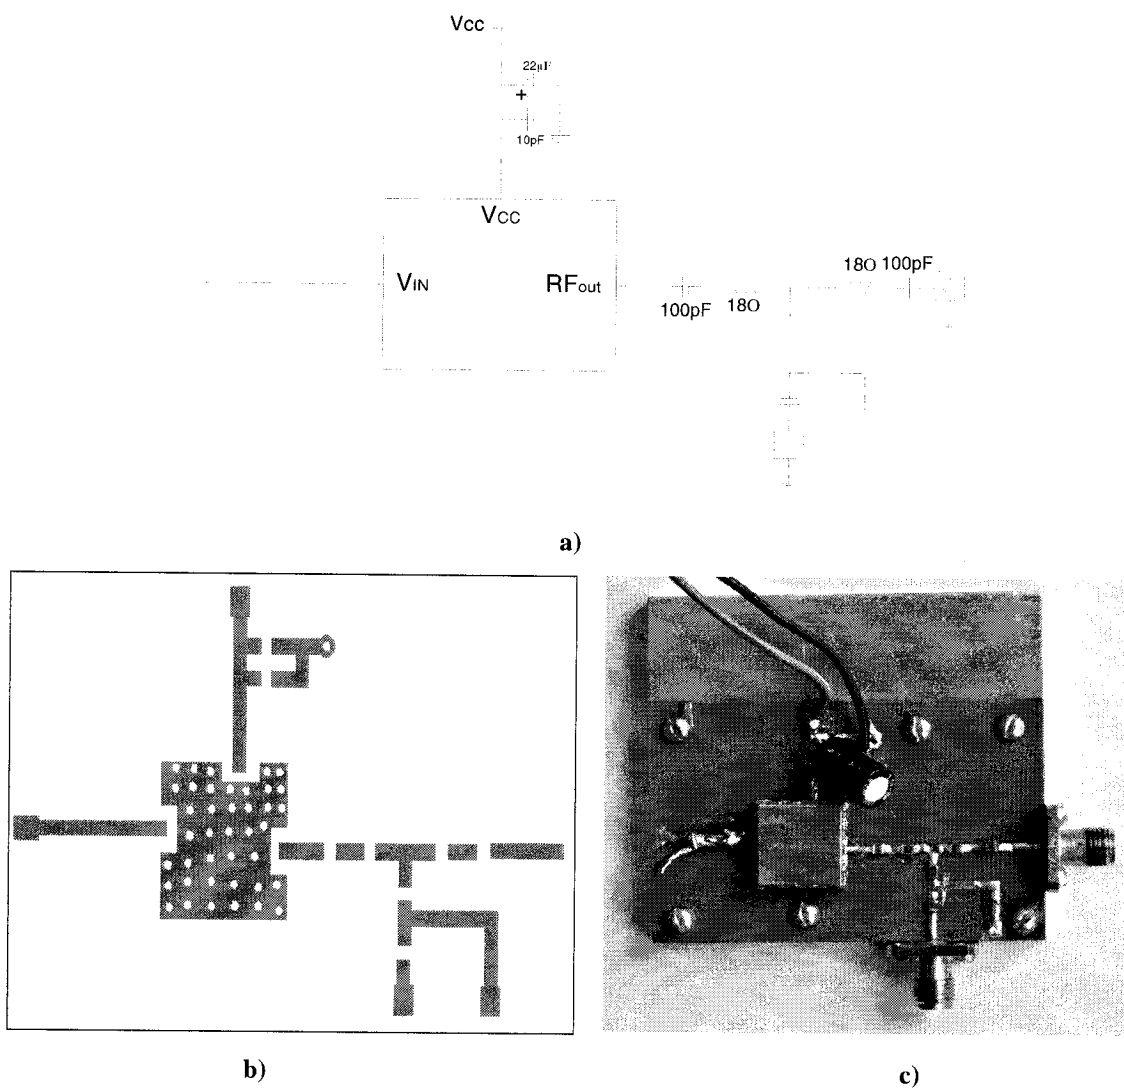 Vcc
22µF
+
10pF
VCC
VIN
RFout
18O 100pF
100pF 18O
a)
b)
c)